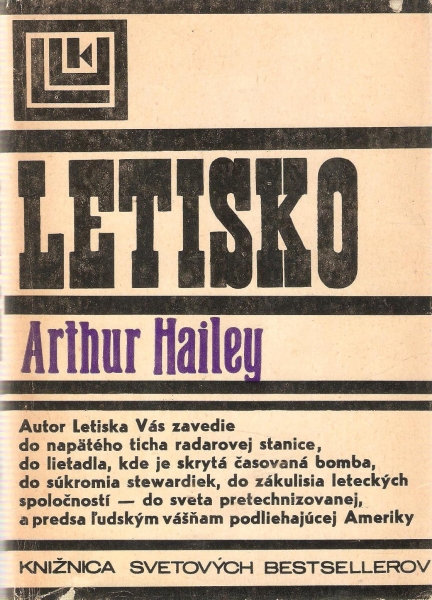 LETISKO
Arthur Hailey
Autor Letiska Vás zavedie
do napätého ticha radarovej stanice,
do lietadla, kde je skrytá časovaná bomba,
do súkromia stewardiek, do zákulisia leteckých
spoločností — do sveta pretechnizovanej,
a predsa ľudským vášňam podliehajúcej Ameriky
KNIŽNICA SVETOVÝCH BESTSELLEROV